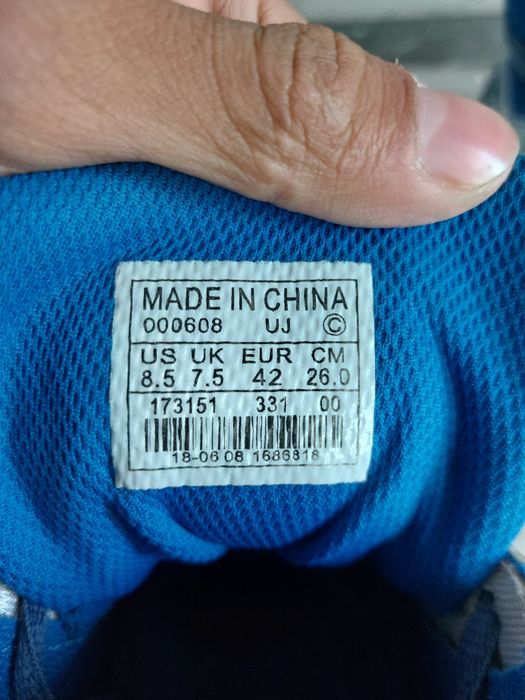 MADE IN CHINA
000608 UJ ©
US UK EUR CM
8.5 7.5 42 26.0
173151 331 00
18-06 08 1686818